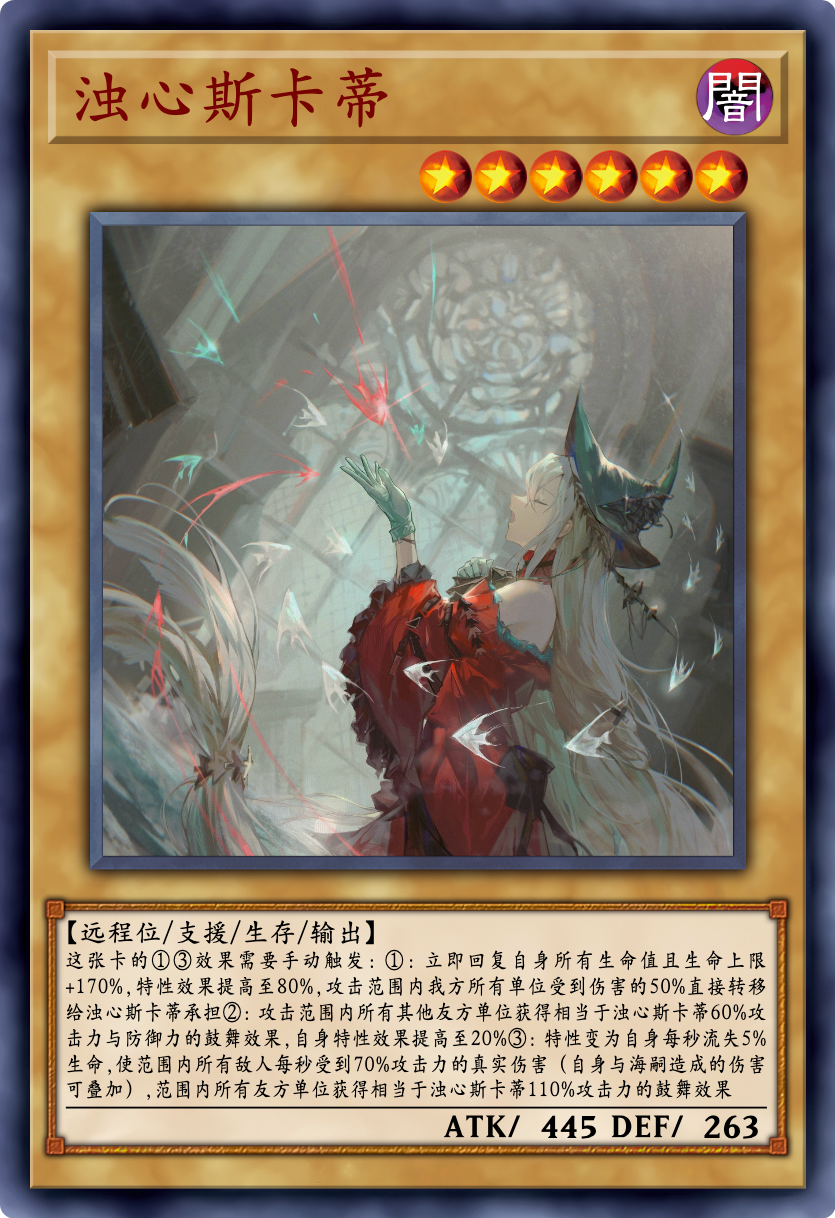 浊心斯卡蒂
闇
【远程位/支援/生存/输出】
这张卡的①③效果需要手动触发：①：立即回复自身所有生命值且生命上限
+170%,特性效果提高至80%,攻击范围内我方所有单位受到伤害的50%直接转移
给浊心斯卡蒂承担②：攻击范围内所有其他友方单位获得相当于浊心斯卡蒂60%攻
击力与防御力的鼓舞效果,自身特性效果提高至20%③：特性变为自身每秒流失5%
生命,使范围内所有敌人每秒受到70%攻击力的真实伤害（自身与海嗣造成的伤害
可叠加）,范围内所有友方单位获得相当于浊心斯卡蒂110%攻击力的鼓舞效果
ATK/ 445 DEF/ 263